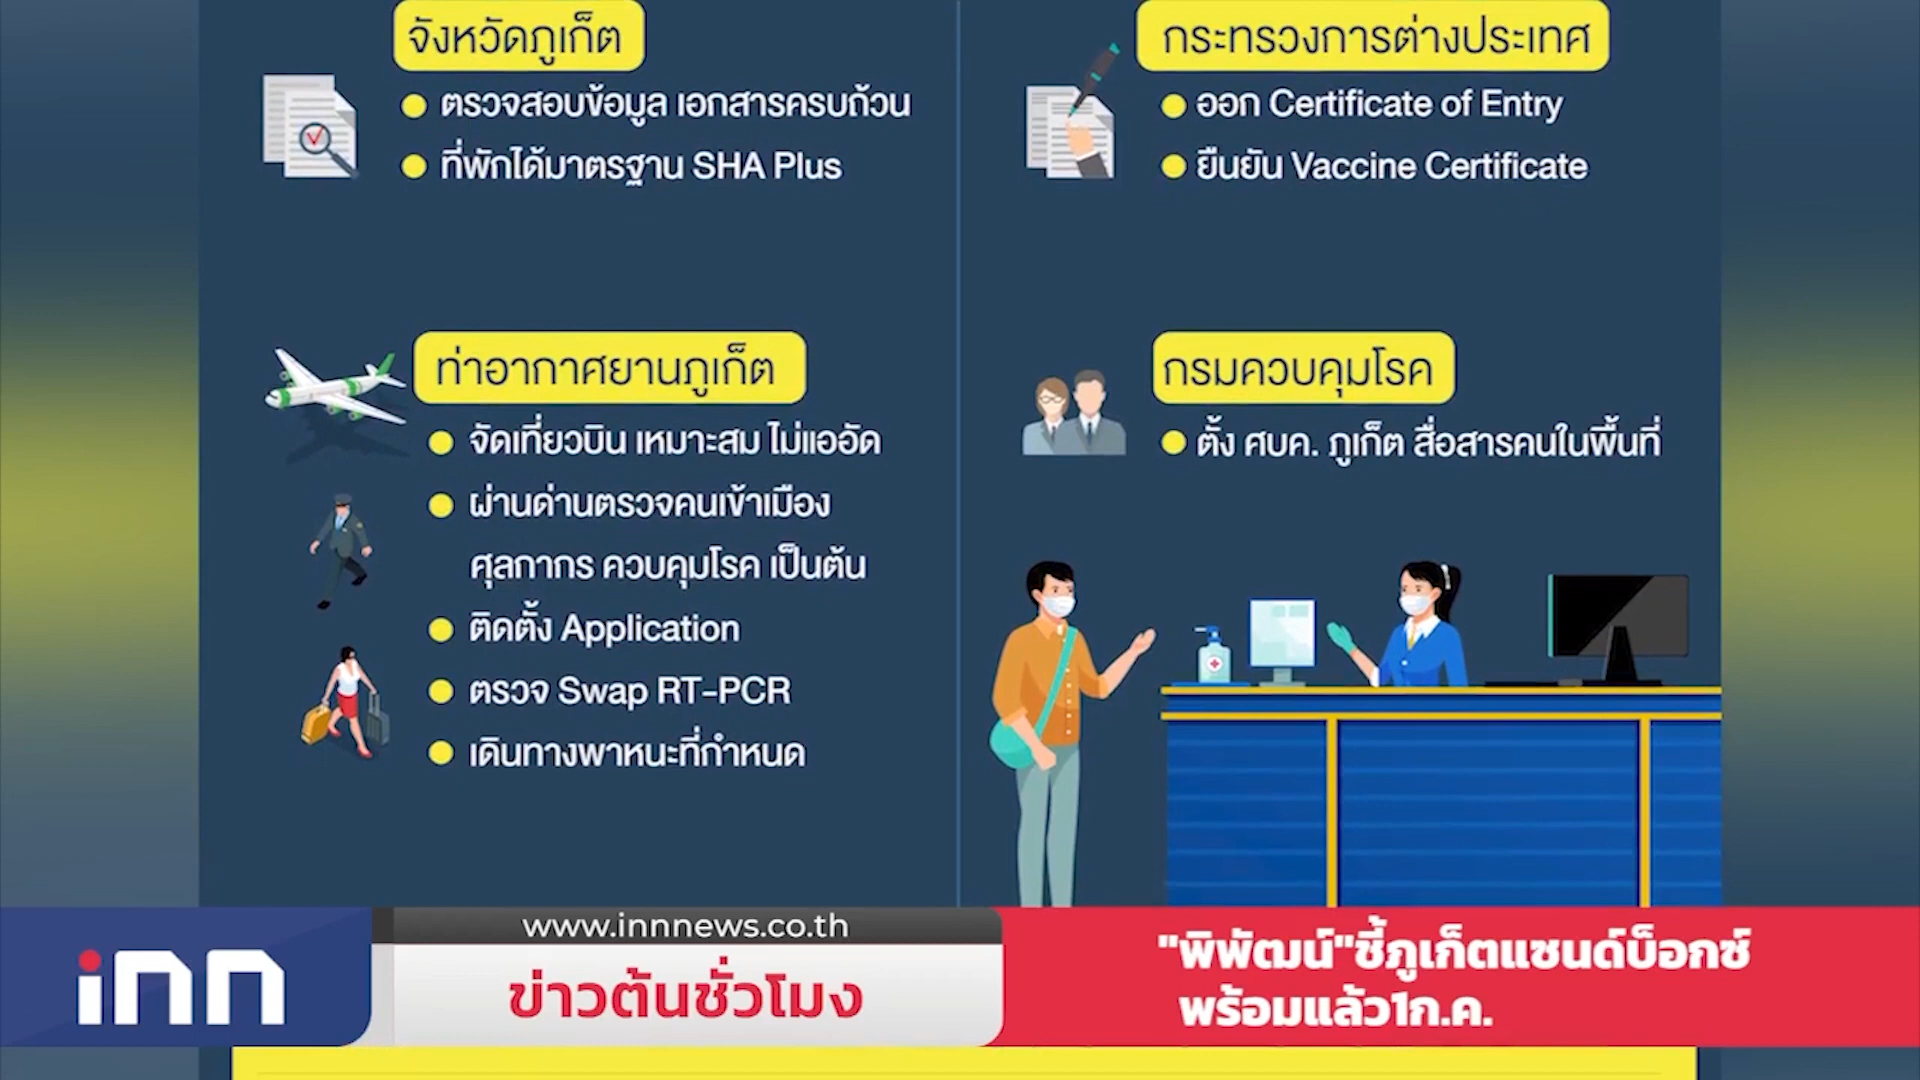 จังหวัดภูเก็ต
ตรวจสอบข้อมูล เอกสารครบถ้วน
ที่พักได้มาตรฐาน SHA Plus
กระทรวงการต่างประเทศ
ออก Certificate of Entry
ยืนยัน Vaccine Certificate
ท่าอากาศยานภูเก็ต
จัดเที่ยวบิน เหมาะสม ไม่แออัด
ผ่านด่านตรวจคนเข้าเมือง
ศุลกากร ควบคุมโรค เป็นต้น
ติดตั้ง Application
ตรวจ Swap RT-PCR
เดินทางพาหนะที่กำหนด
กรมควบคุมโรค
ตั้ง ศบค. ภูเก็ต สื่อสารคนในพื้นที่
inn
www.innnews.co.th
ข่าวต้นชั่วโมง
"พิพัฒน์"ชี้ภูเก็ตแซนด์บ็อกซ์
พร้อมแล้ว1ก.ค.